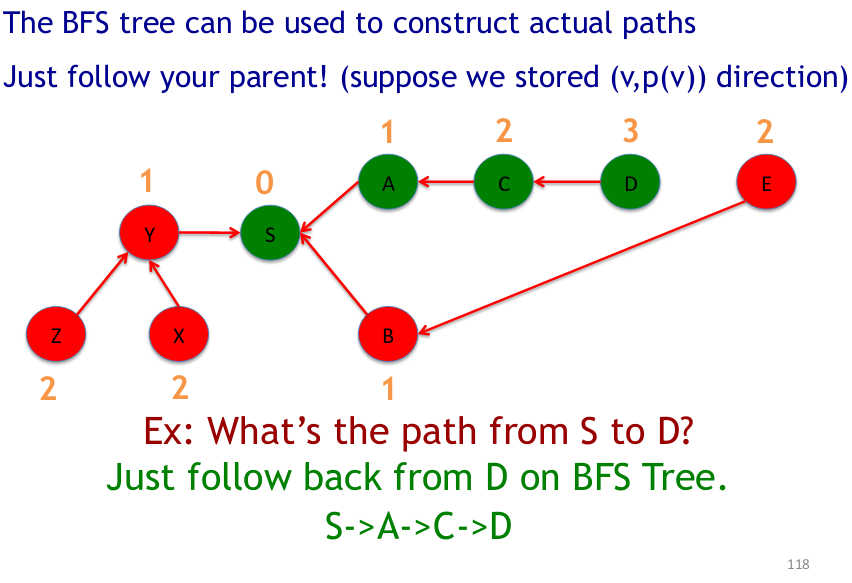 The BFS tree can be used to construct actual paths
Just follow your parent! (suppose we stored (v,p(v)) direction)
1 2 3 2
1 0
A C D E
Y S
Z X B
2 2 1
Ex: What's the path from S to D?
Just follow back from D on BFS Tree.
S->A->C->D
118